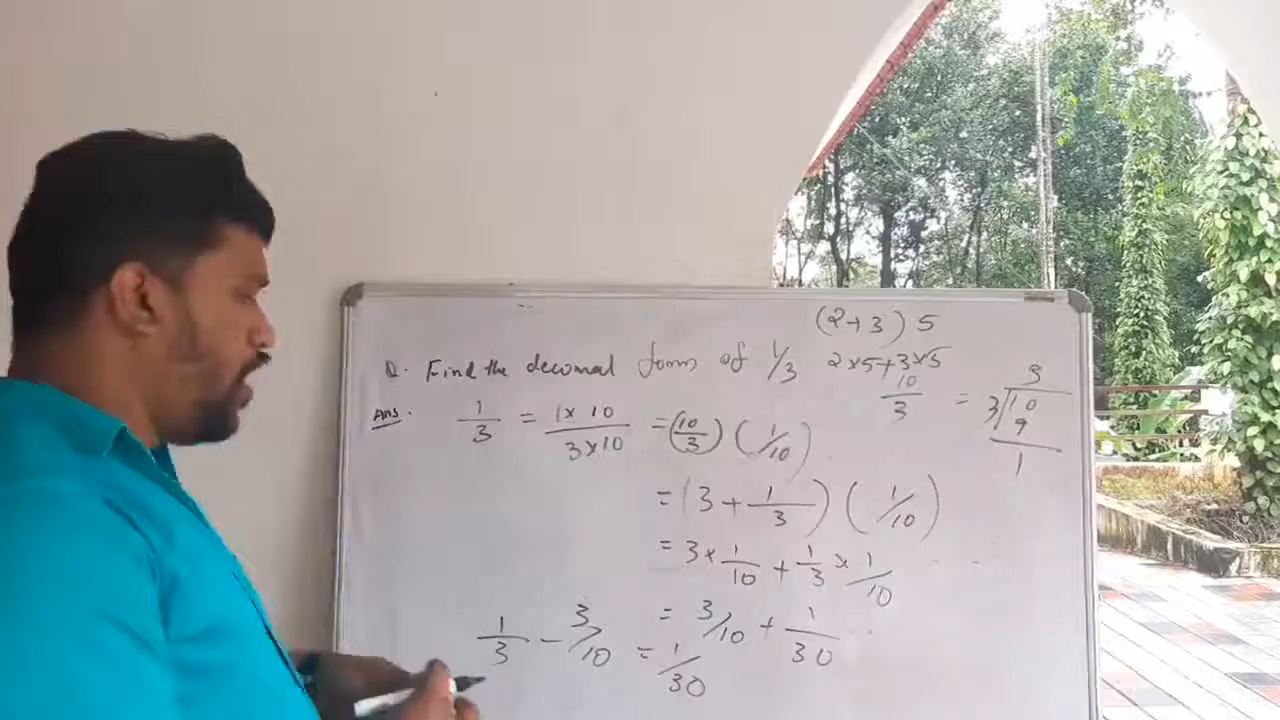 (2+3) 5
Q. Find the decimal form of 1/3 2×5+3×5
Ans. 1/3 = 1×10/3×10 = (10/3) (1/10)
10/3 = 3
3)10
9
1
= (3 + 1/3) (1/10)
= 3 × 1/10 + 1/3 × 1/10
= 3/10 + 1/30
1/3 - 3/10 = 1/30